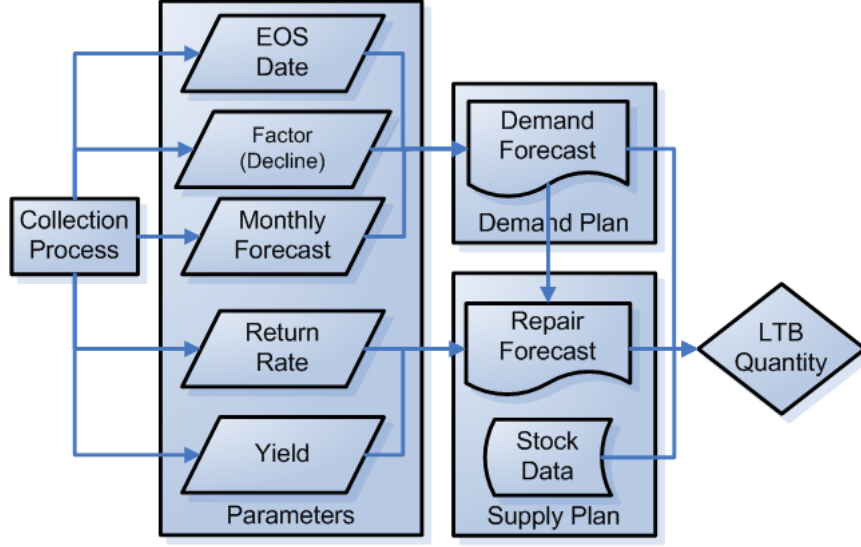 Collection
Process
EOS
Date
Factor
(Decline)
Monthly
Forecast
Return
Rate
Yield
Parameters
Demand
Forecast
Demand Plan
Repair
Forecast
Stock
Data
Supply Plan
LTB
Quantity